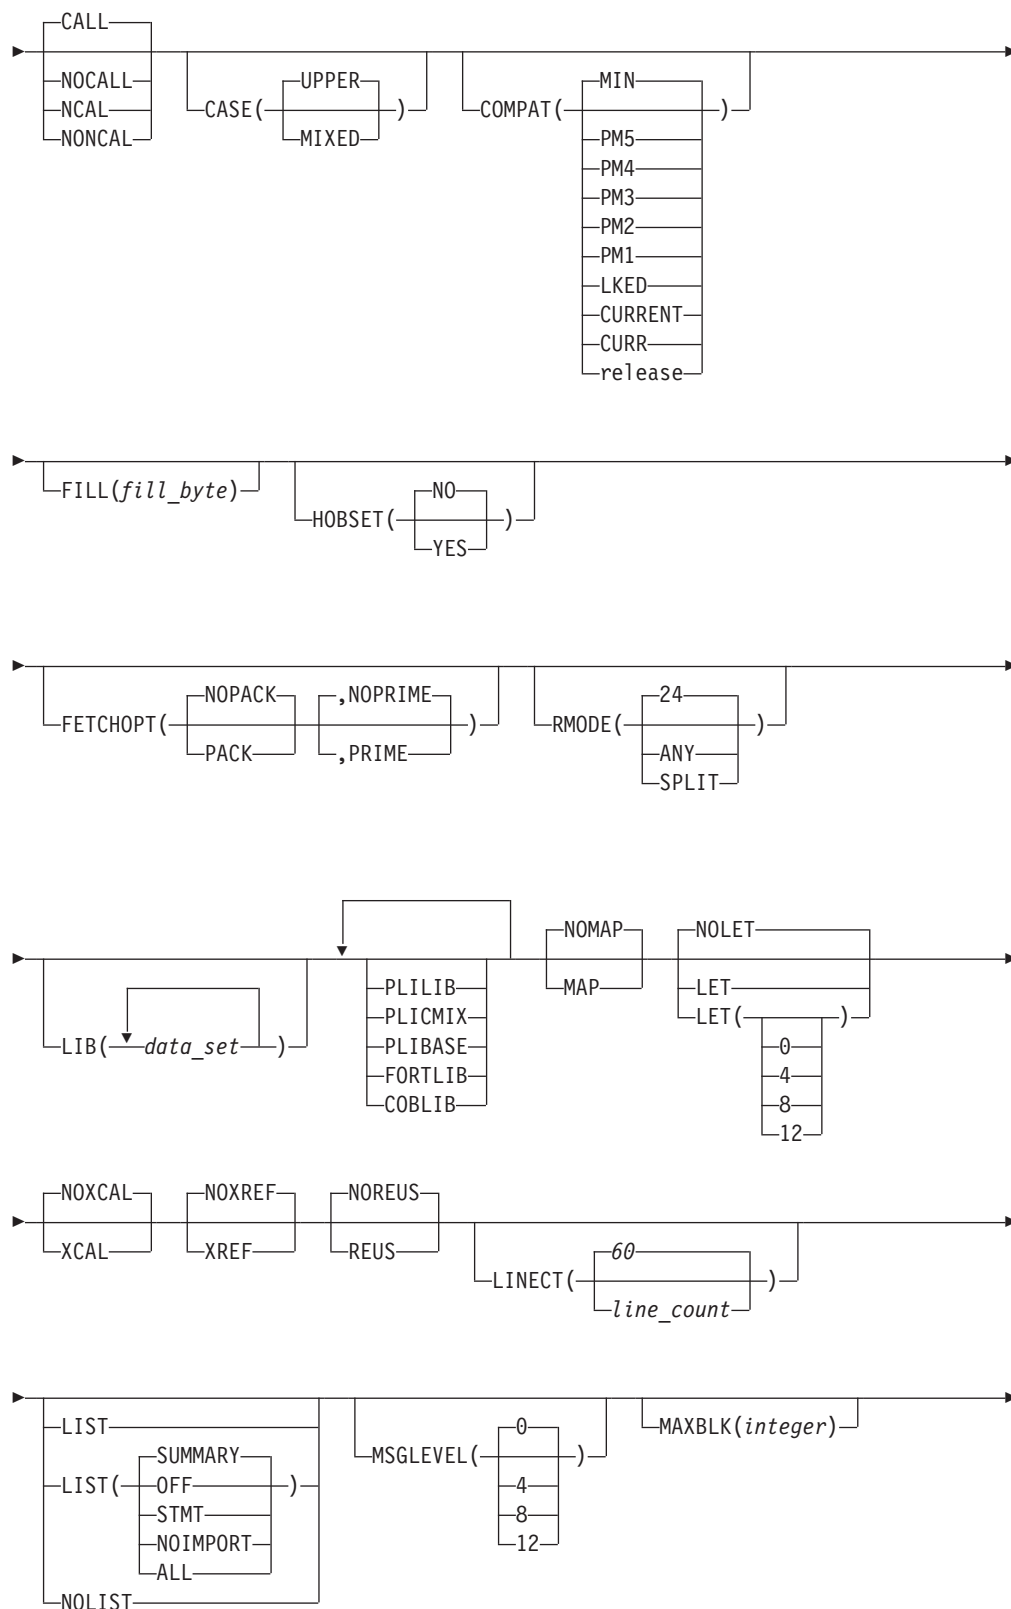 CALL
NOCALL
NCAL
NONCAL
CASE(
UPPER
MIXED
)
COMPAT(
MIN
PM5
PM4
PM3
PM2
PM1
LKED
CURRENT
CURR
release
)
FILL(fill_byte)
HOBSET(
NO
YES
)
FETCHOPT(
NOPACK
PACK
,NOPRIME
,PRIME
)
RMODE(
24
ANY
SPLIT
)
LIB(
data_set
)
PLILIB
PLICMIX
PLIBASE
FORTLIB
COBLIB
NOMAP
MAP
NOLET
LET
LET(
0
4
8
12
)
NOXCAL
XCAL
NOXREF
XREF
NOREUS
REUS
LINECT(
60
line_count
)
LIST
LIST(
SUMMARY
OFF
STMT
NOIMPORT
ALL
)
NOLIST
MSGLEVEL(
0
4
8
12
)
MAXBLK(integer)